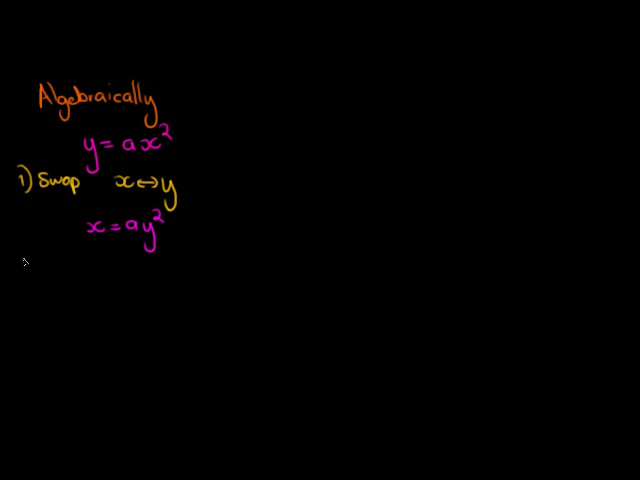 Algebraically
y = ax²
1) Swap x ↔ y
x = ay²